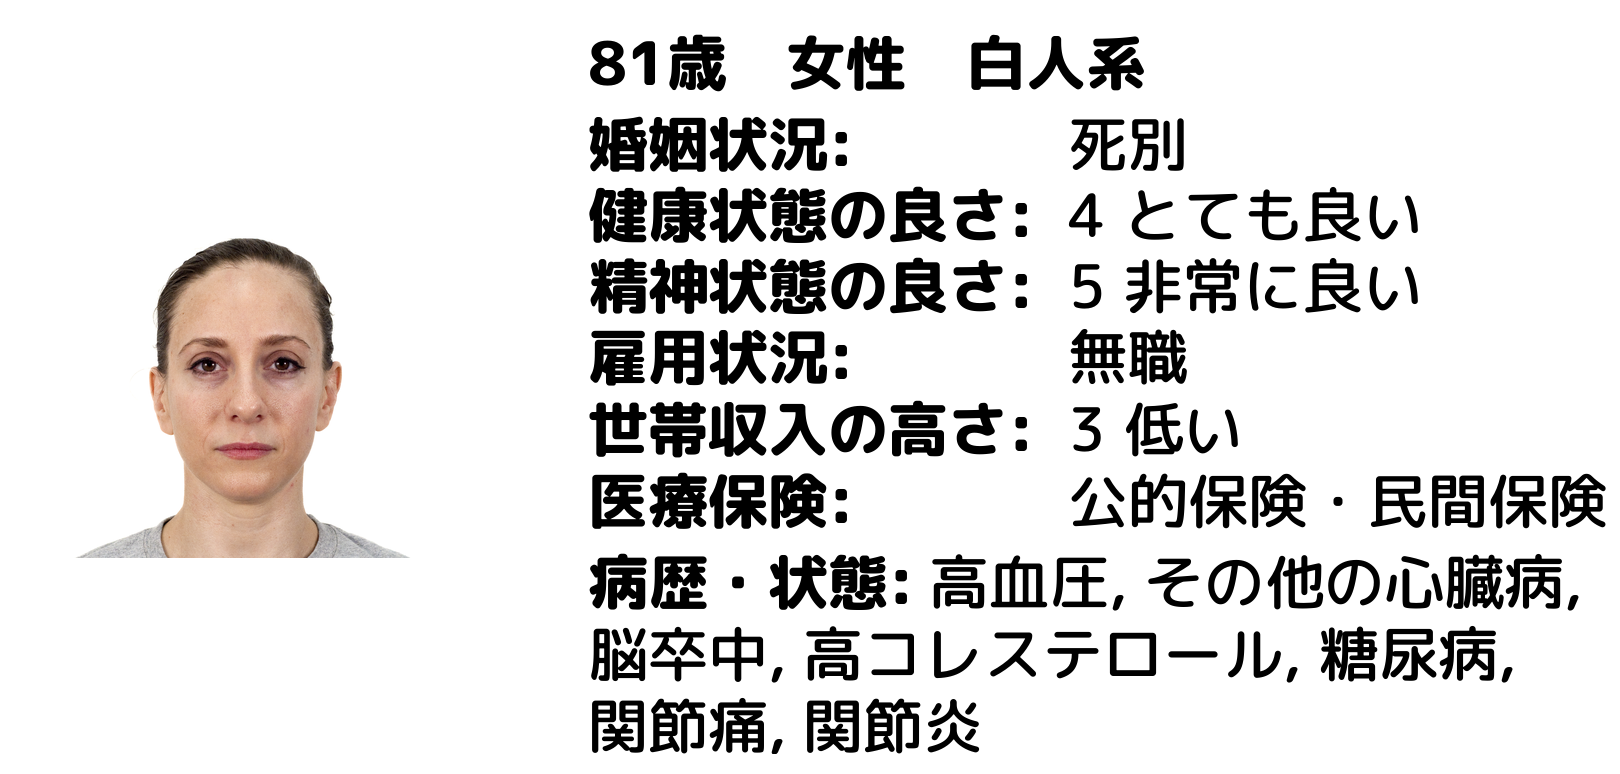 81歳　女性　白人系
婚姻状況: 死別
健康状態の良さ: 4 とても良い
精神状態の良さ: 5 非常に良い
雇用状況: 無職
世帯収入の高さ: 3 低い
医療保険: 公的保険・民間保険
病歴・状態: 高血圧, その他の心臓病,
脳卒中, 高コレステロール, 糖尿病,
関節痛, 関節炎